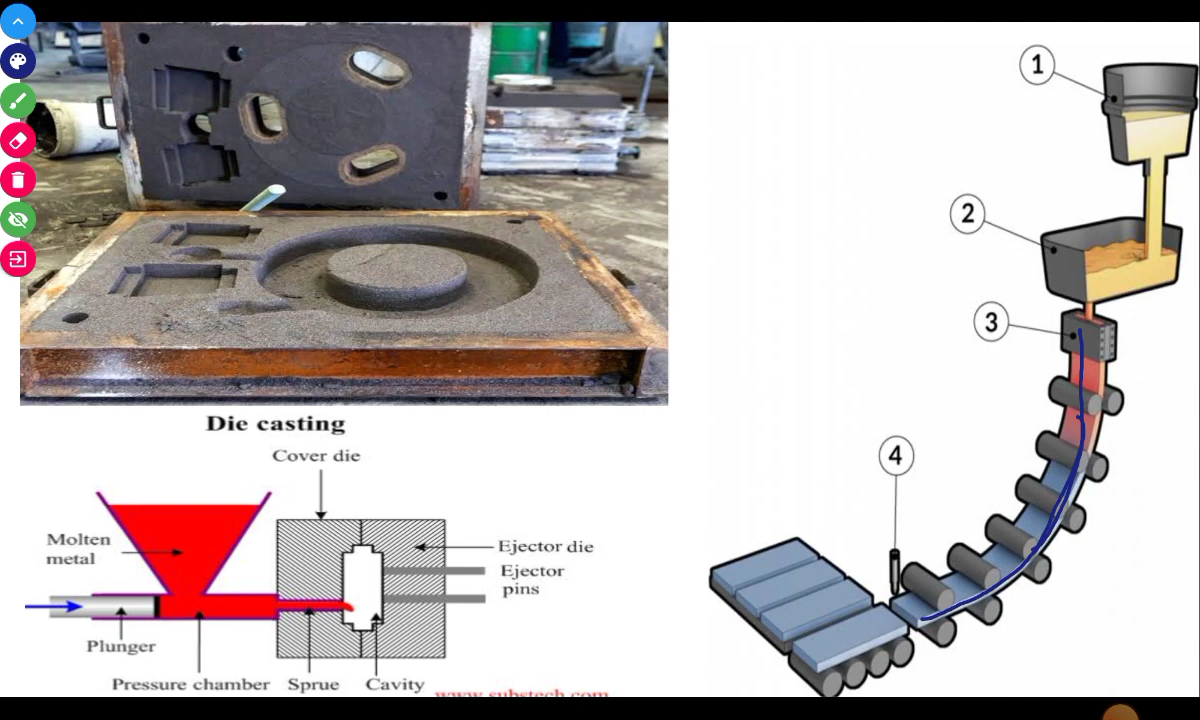 Die casting
Cover die
Molten
metal
Ejector die
Ejector
pins
Plunger
Pressure chamber
Sprue
Cavity
www.substech.com
1
2
3
4